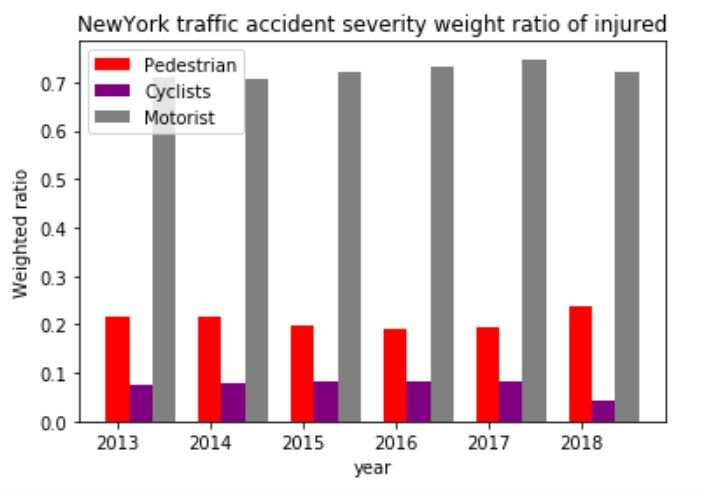 NewYork traffic accident severity weight ratio of injured
Pedestrian
Cyclists
Motorist
Weighted ratio
0.7
0.6
0.5
0.4
0.3
0.2
0.1
0.0
2013 2014 2015 2016 2017 2018
year